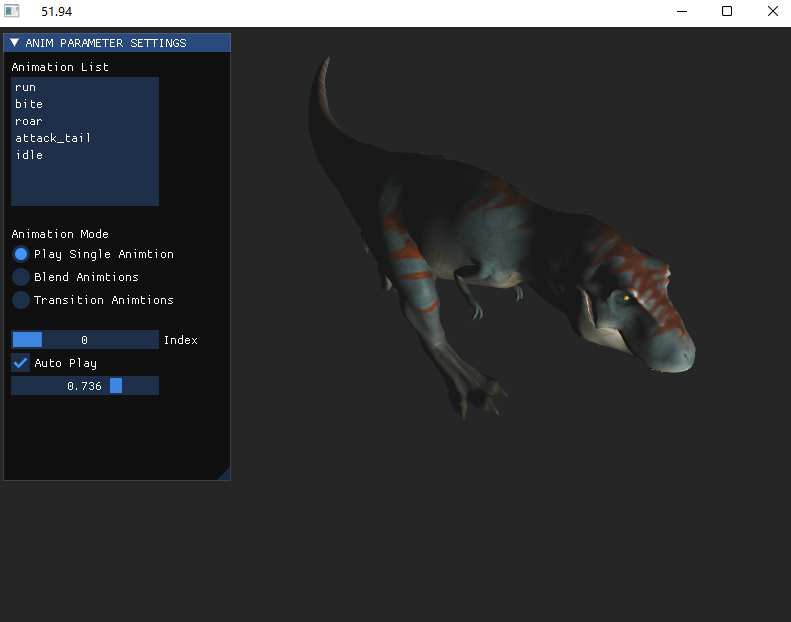 51.94
ANIM PARAMETER SETTINGS
Animation List
run
bite
roar
attack_tail
idle
Animation Mode
Play Single Animtion
Blend Animtions
Transition Animtions
0 Index
Auto Play
0.736